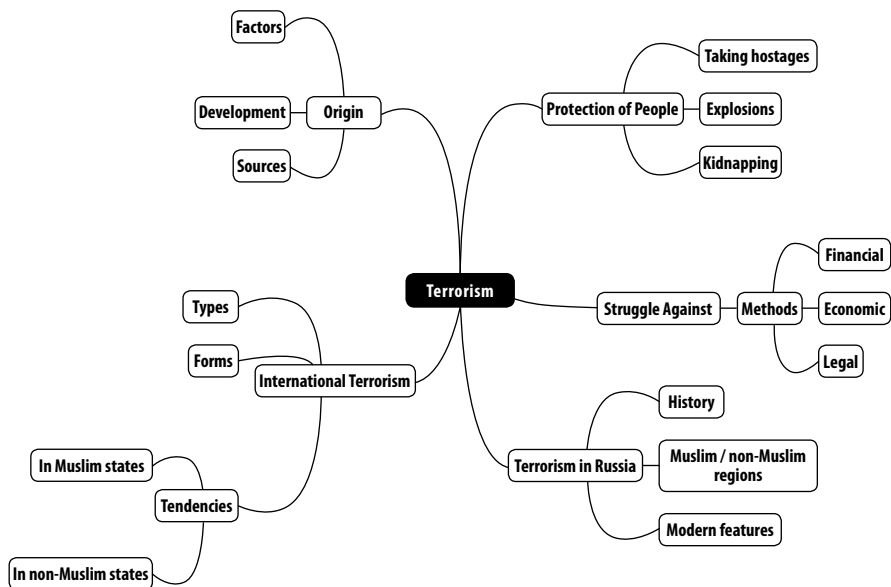 Factors
Taking hostages
Development
Origin
Protection of People
Explosions
Sources
Kidnapping
Terrorism
Financial
Types
Struggle Against
Methods
Economic
Forms
Legal
International Terrorism
History
In Muslim states
Terrorism in Russia
Muslim / non-Muslim
regions
Tendencies
Modern features
In non-Muslim states